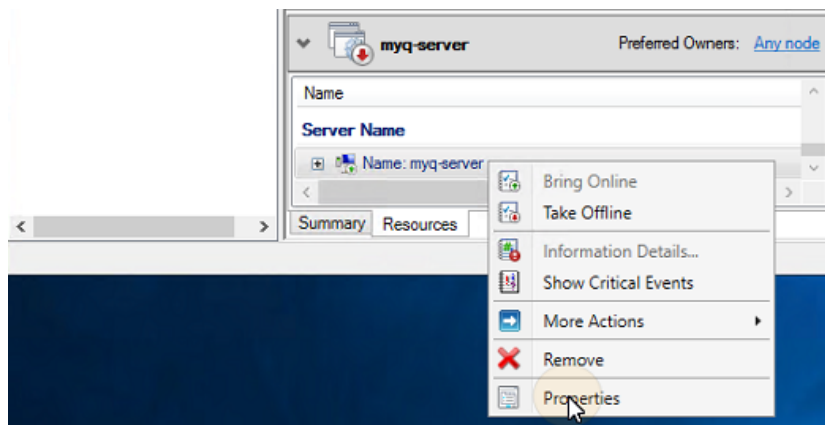 myq-server Preferred Owners: Any node
Name
Server Name
Name: myq-server
Bring Online
Take Offline
Summary Resources
Information Details...
Show Critical Events
More Actions
Remove
Properties